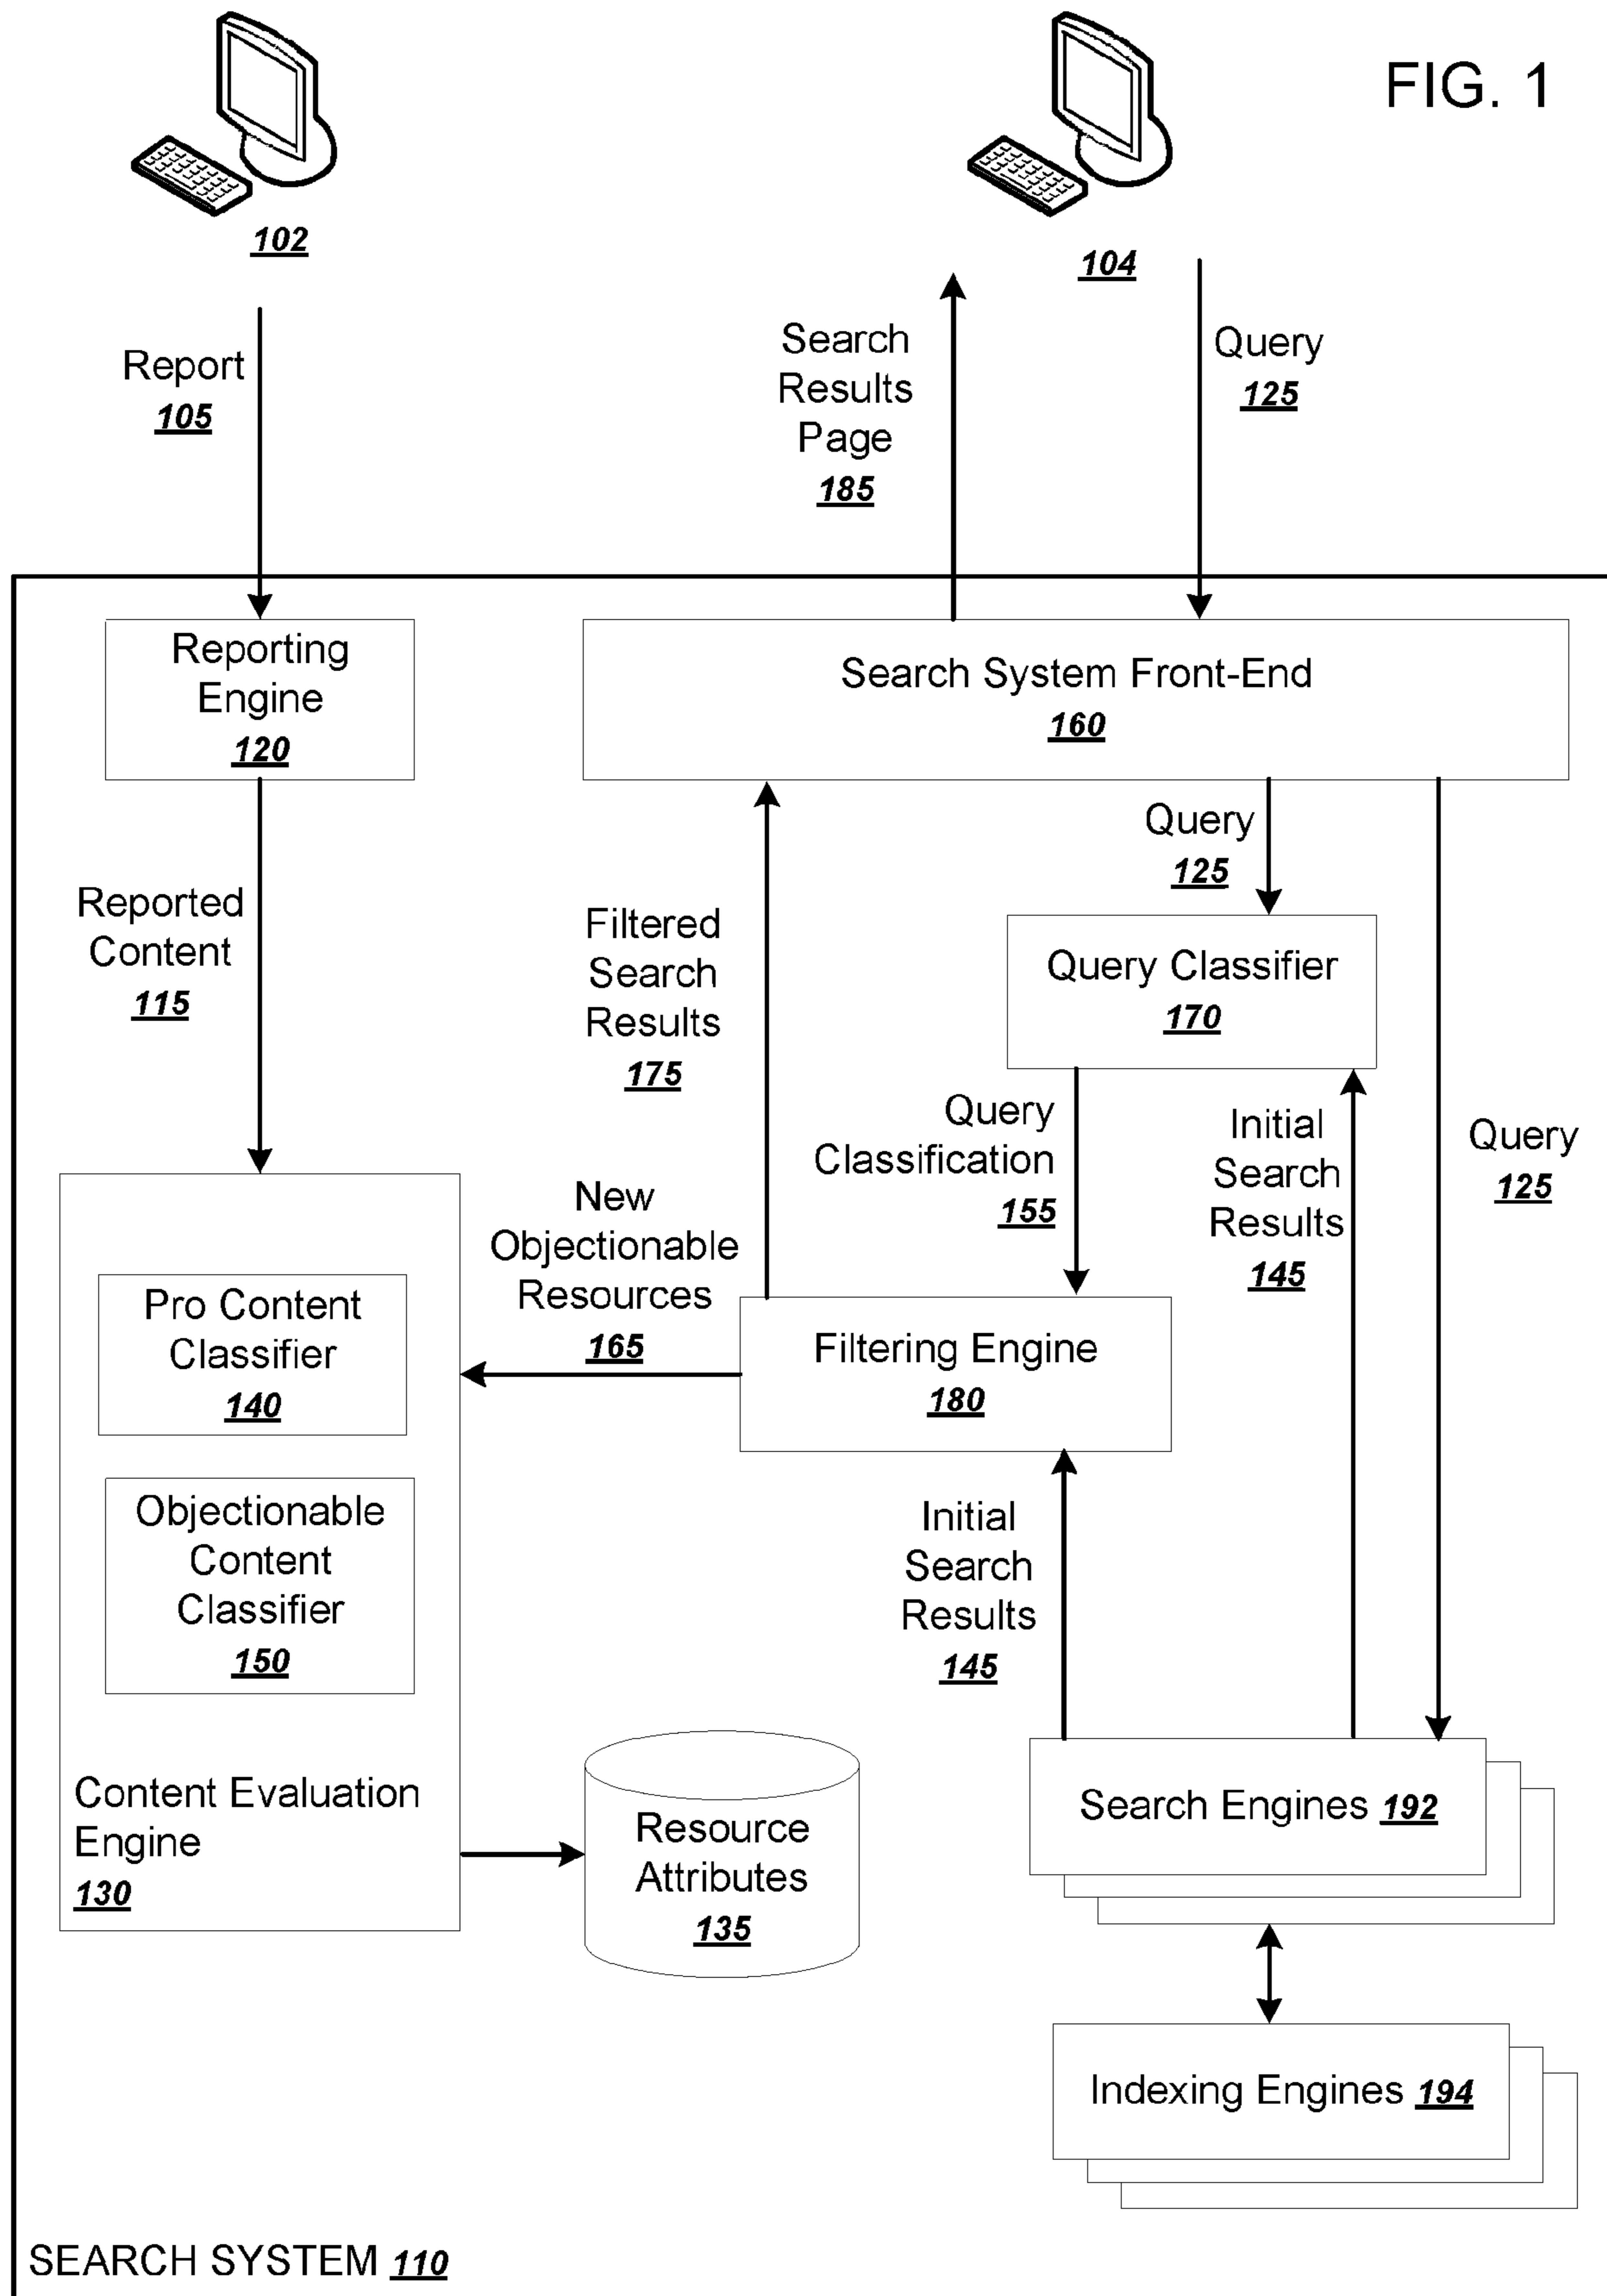 FIG. 1
102
104
Report
105
Search
Results
Page
185
Query
125
Reporting
Engine
120
Search System Front-End
160
Reported
Content
115
Filtered
Search
Results
175
Query
125
Query Classifier
170
Query
Classification
155
Initial
Search
Results
145
Query
125
New
Objectionable
Resources
165
Pro Content
Classifier
140
Filtering Engine
180
Objectionable
Content
Classifier
150
Initial
Search
Results
145
Content Evaluation
Engine
130
Resource
Attributes
135
Search Engines 192
Indexing Engines 194
SEARCH SYSTEM 110